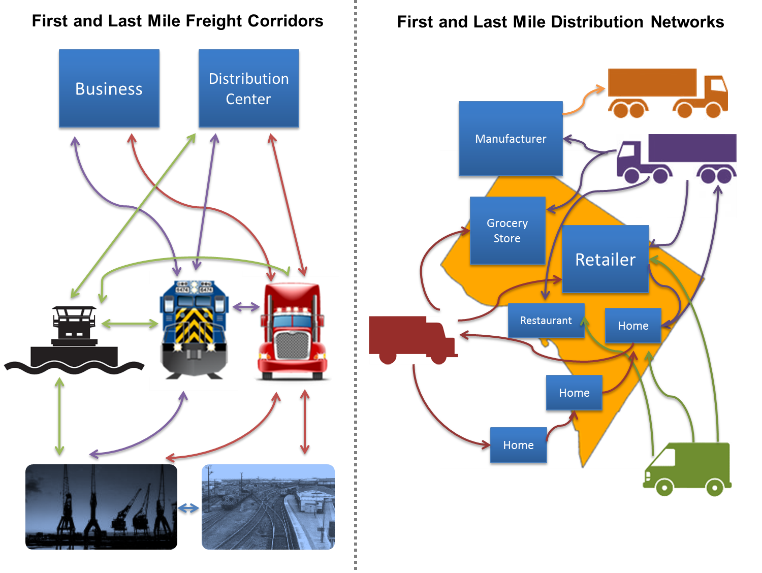 First and Last Mile Freight Corridors
First and Last Mile Distribution Networks
Business
Distribution
Center
Manufacturer
Grocery
Store
Retailer
Restaurant
Home
Home
Home